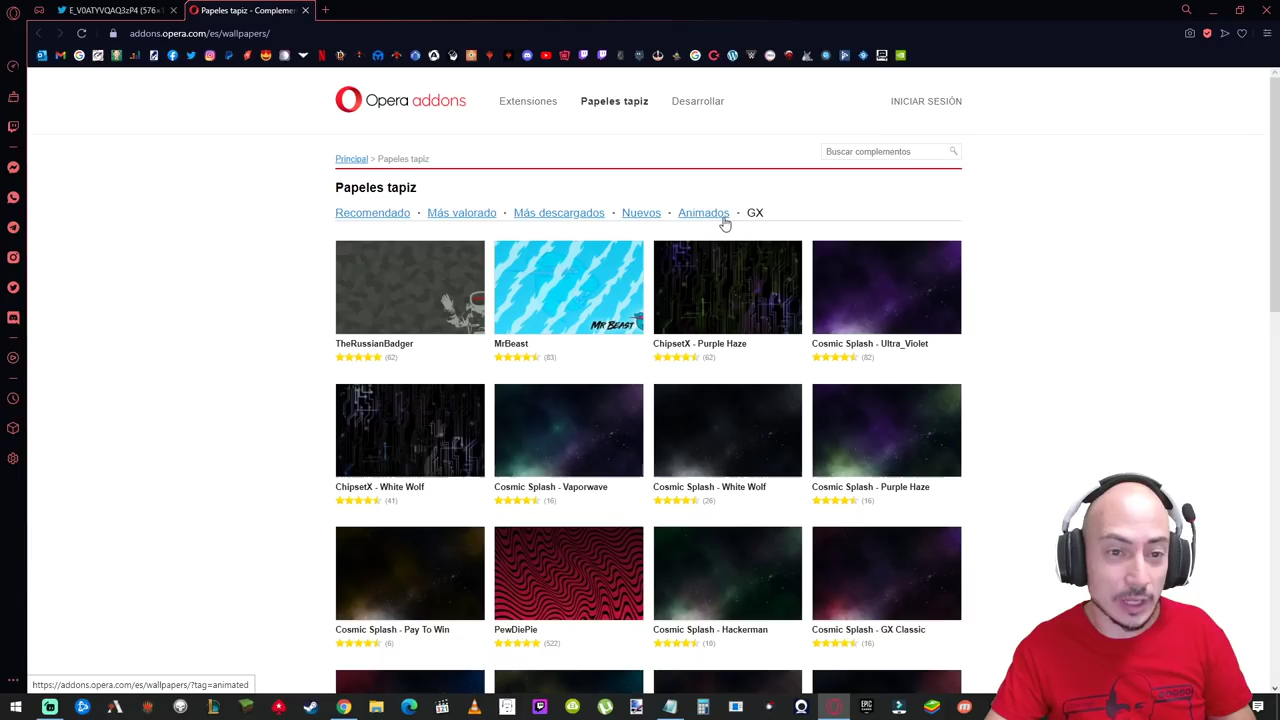 E_V0ATYVQAQ3zP4 (576×
Papeles tapiz - Complemen
addons.opera.com/es/wallpapers/
Opera addons
Extensiones
Papeles tapiz
Desarrollar
INICIAR SESIÓN
Principal > Papeles tapiz
Buscar complementos
Papeles tapiz
Recomendado · Más valorado · Más descargados · Nuevos · Animados · GX
MR BEAST
TheRussianBadger
MrBeast
ChipsetX - Purple Haze
Cosmic Splash - Ultra_Violet
(62)
(83)
(62)
(82)
ChipsetX - White Wolf
Cosmic Splash - Vaporwave
Cosmic Splash - White Wolf
Cosmic Splash - Purple Haze
(41)
(16)
(26)
(16)
Cosmic Splash - Pay To Win
PewDiePie
Cosmic Splash - Hackerman
Cosmic Splash - GX Classic
(6)
(522)
(10)
(16)
https://addons.opera.com/es/wallpapers/?tag=animated